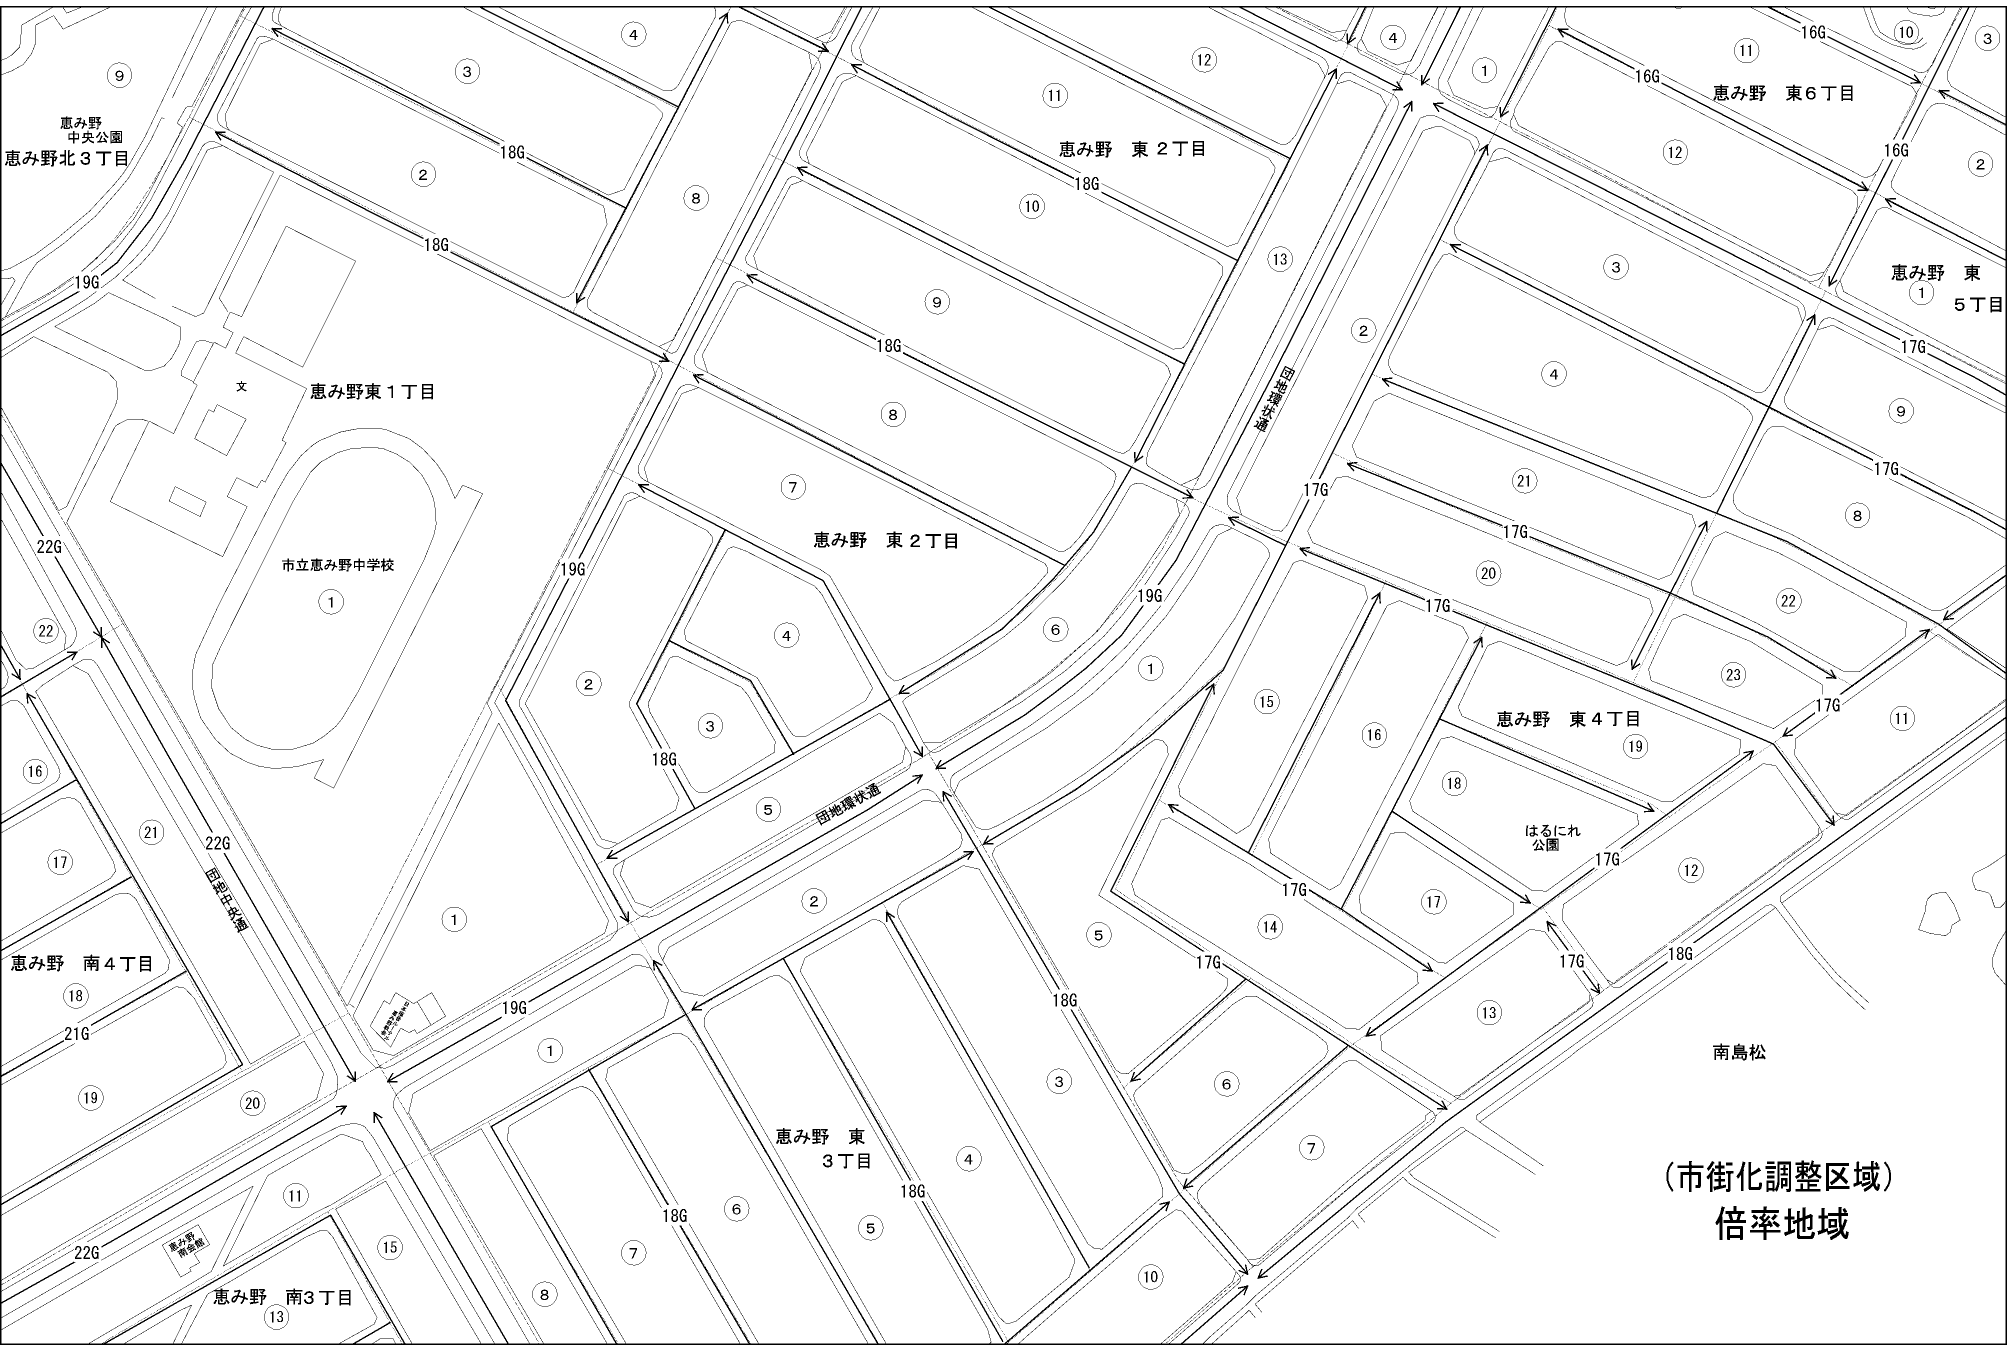 ④
⑫
④
①
⑪
16G
⑩
③
⑨
③
⑪
16G
恵み野　東６丁目
恵み野
中央公園
恵み野北３丁目
18G
恵み野　東２丁目
⑫
16G
②
②
18G
⑧
18G
⑩
18G
⑬
③
恵み野　東
①
５丁目
19G
⑨
②
17G
18G
④
文
恵み野東１丁目
団地環状通
⑧
⑨
17G
⑦
17G
㉑
⑧
22G
恵み野　東２丁目
17G
市立恵み野中学校
①
19G
⑳
19G
17G
㉒
㉒
④
⑥
①
②
㉓
⑮
17G
⑪
③
恵み野　東４丁目
⑯
⑲
18G
⑯
⑱
㉑
⑤
団地環状通
はるにれ
公園
22G
⑰
17G
⑫
団地中央通
17G
②
⑰
①
⑭
⑤
恵み野　南４丁目
17G
17G
18G
⑱
18G
19G
⑬
21G
①
南島松
⑲
⑳
③
⑥
恵み野　東
３丁目
⑦
④
（市街化調整区域）
倍率地域
⑪
18G
⑥
18G
⑤
恵み野
南会館
22G
⑮
⑦
⑩
恵み野　南３丁目
⑬
⑧